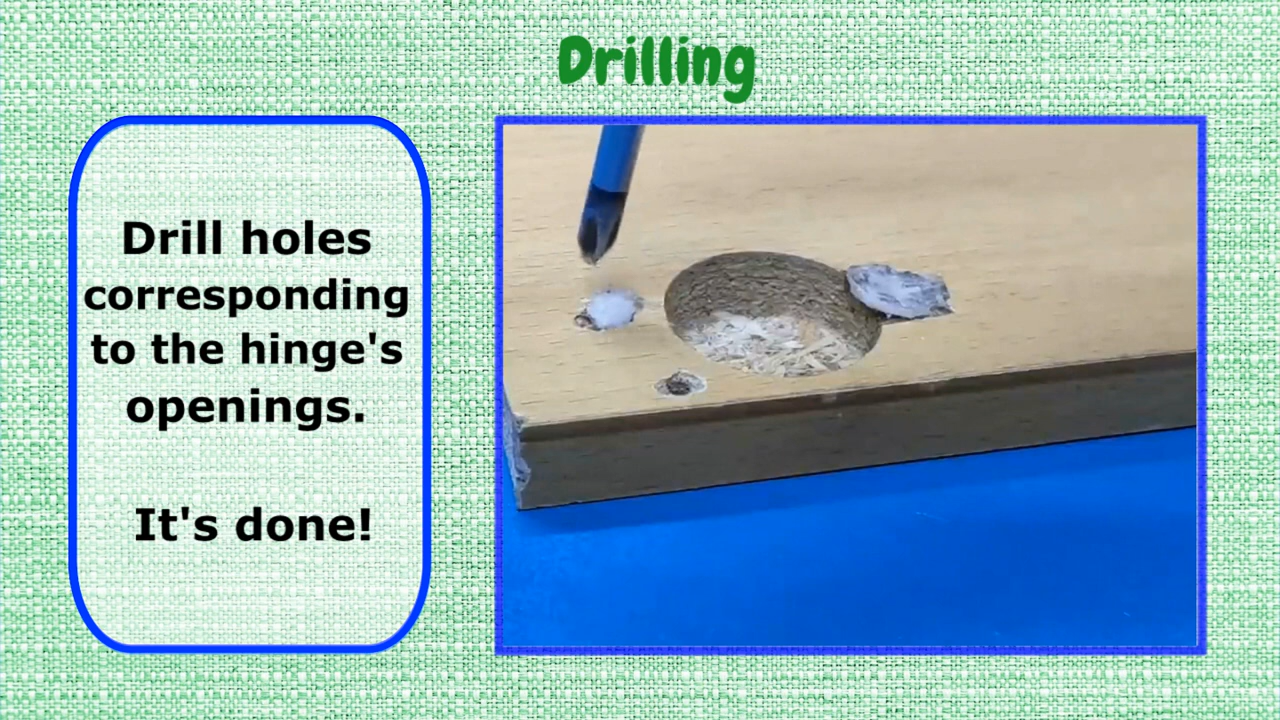 Drilling
Drill holes
corresponding
to the hinge's
openings.
It's done!